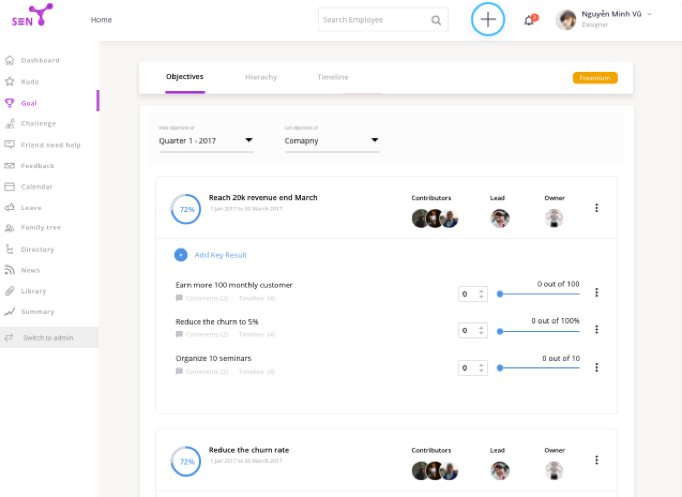 SEN
Home
Search Employee
2
Nguyễn Minh Vũ
Designer
Dashboard
Kudo
Goal
Challenge
Friend need help
Feedback
Calendar
Leave
Family tree
Directory
News
Library
Summary
Switch to admin
Objectives
Hierachy
Timeline
Freemium
View objectives of
Quarter 1 - 2017
List objectives of
Comapny
72%
Reach 20k revenue end March
1 Jan 2017 to 30 March 2017
Contributors
Lead
Owner
+
Add Key Result
Earn more 100 monthly customer
Comments (2) Timeline (4)
0
0 out of 100
Reduce the churn to 5%
Comments (2) Timeline (4)
0
0 out of 100%
Organize 10 seminars
Comments (2) Timeline (4)
0
0 out of 10
72%
Reduce the churn rate
1 Jan 2017 to 30 March 2017
Contributors
Lead
Owner